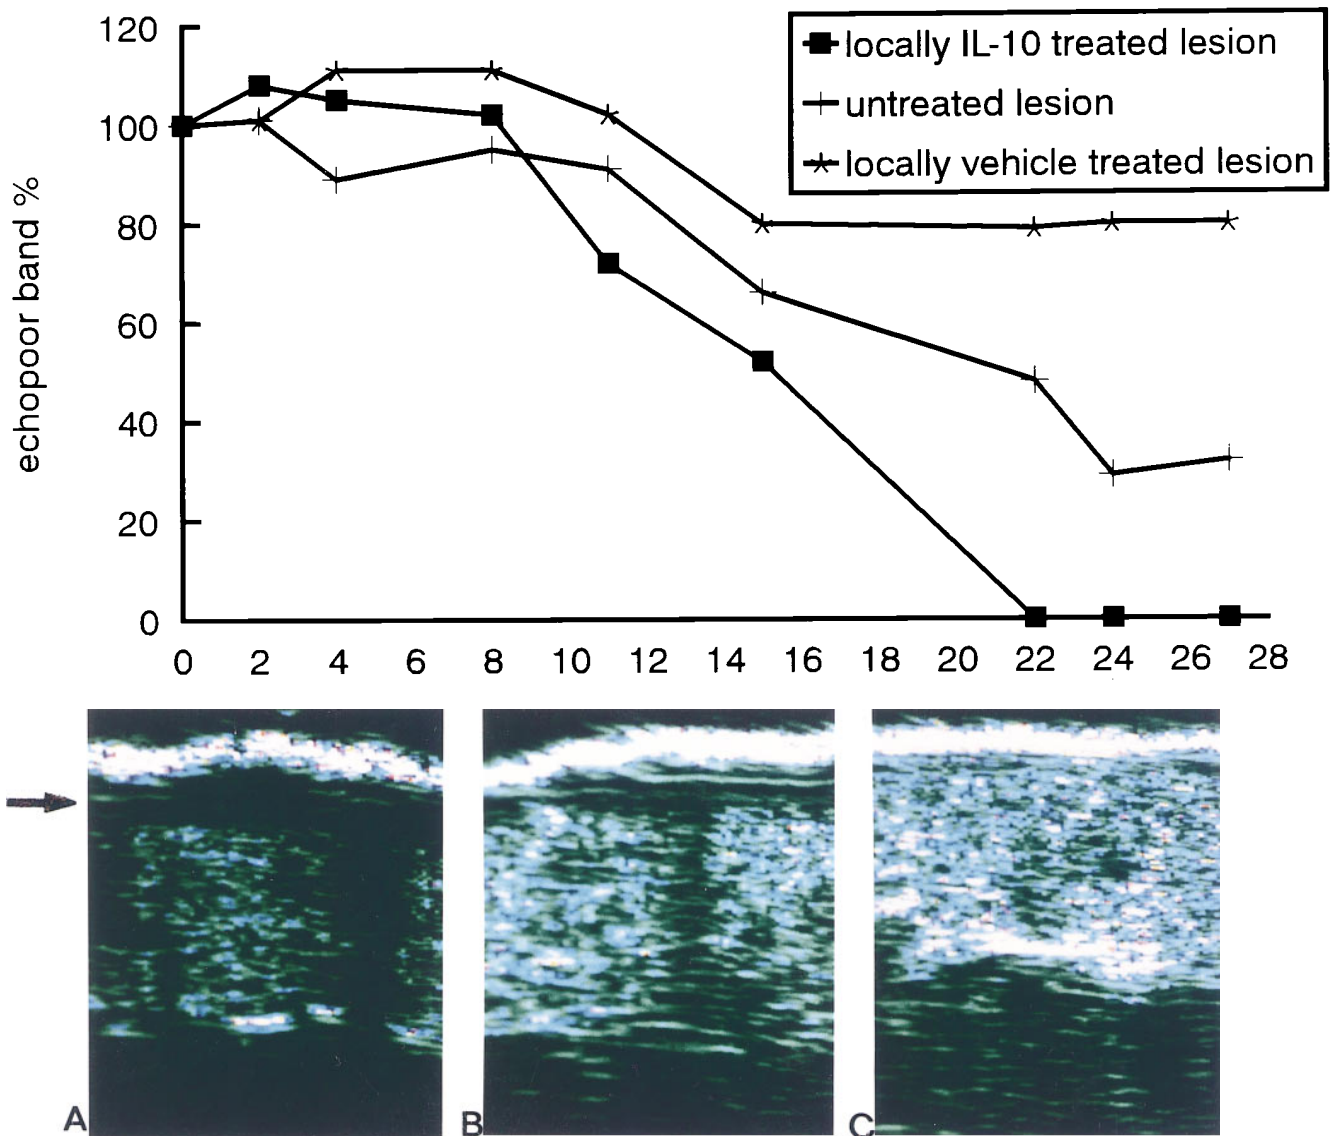 locally IL-10 treated lesion
untreated lesion
locally vehicle treated lesion
echopoor band %
120
100
80
60
40
20
0
0 2 4 6 8 10 12 14 16 18 20 22 24 26 28
A B C